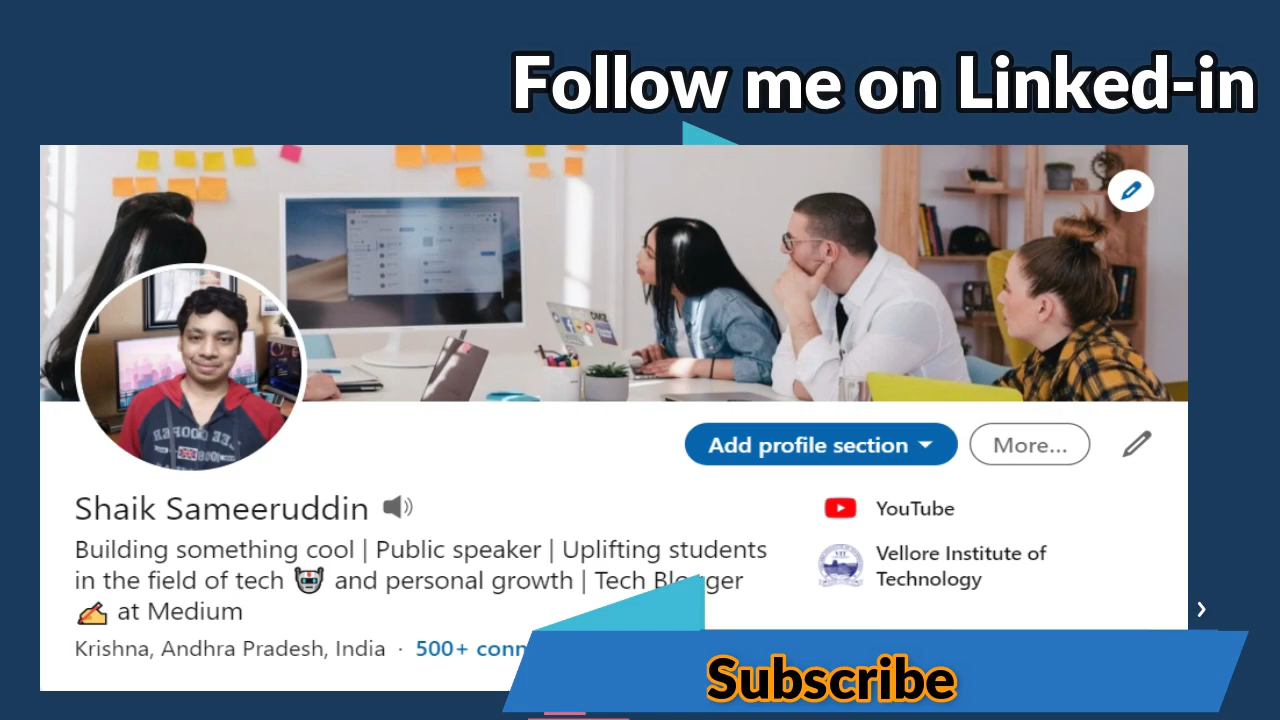 Follow me on Linked-in
Add profile section
More...
Shaik Sameeruddin
YouTube
Building something cool | Public speaker | Uplifting students
in the field of tech 🤖 and personal growth | Tech Blogger
✍ at Medium
Vellore Institute of
Technology
Krishna, Andhra Pradesh, India · 500+ conn
Subscribe